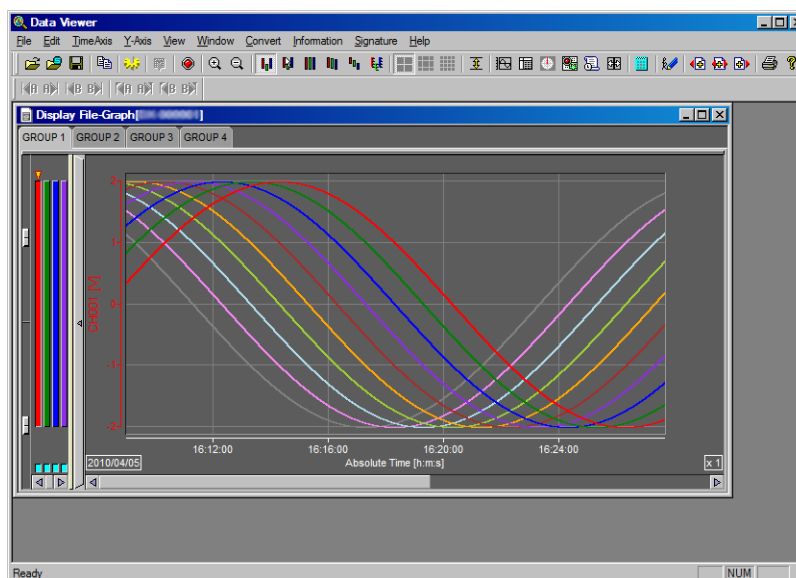 Data Viewer
File Edit TimeAxis Y-Axis View Window Convert Information Signature Help
A A B B A A B B
Display File-Graph[
GROUP 1 GROUP 2 GROUP 3 GROUP 4
2
1
0
-1
-2
CH001 [V]
16:12:00 16:16:00 16:20:00 16:24:00
2010/04/05 Absolute Time [h:m:s] x 1
Ready NUM